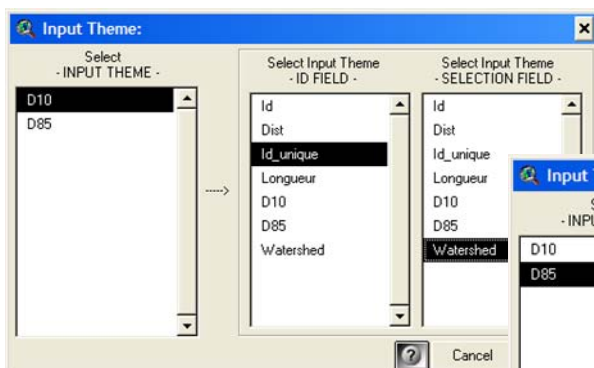 Input Theme:
Select
- INPUT THEME -
D10
D85
---->
Select Input Theme
- ID FIELD -
Id
Dist
Id_unique
Longueur
D10
D85
Watershed
Select Input Theme
- SELECTION FIELD -
Id
Dist
Id_unique
Longueur
D10
D85
Watershed
?
Cancel
Input
D10
D85